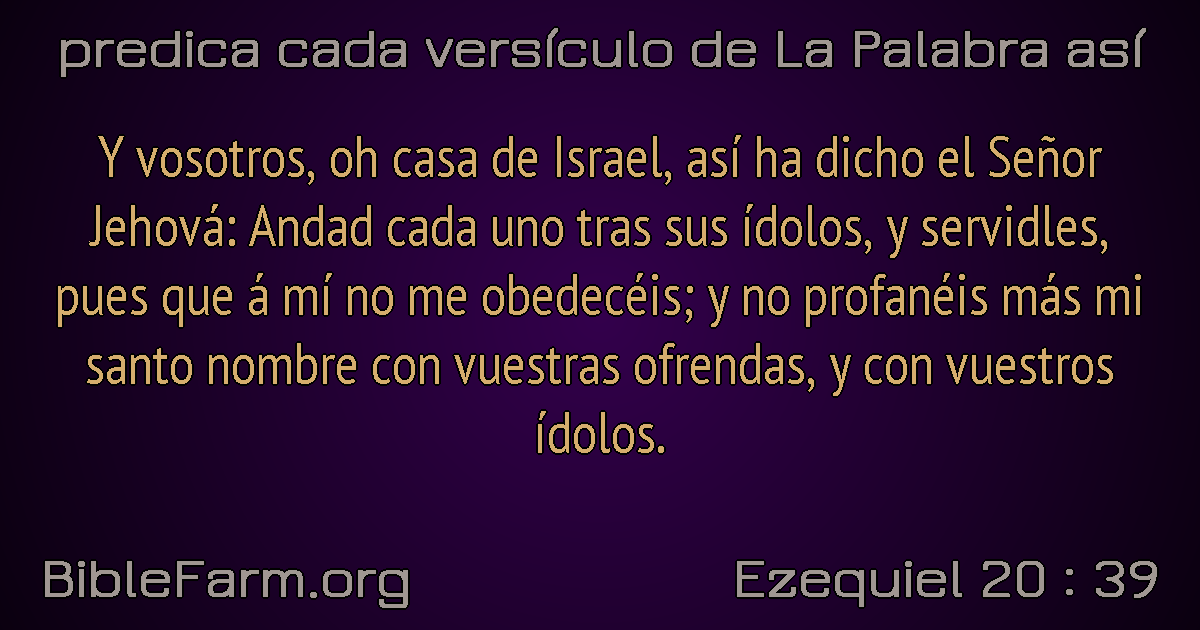 predica cada versículo de La Palabra así
Y vosotros, oh casa de Israel, así ha dicho el Señor
Jehová: Andad cada uno tras sus ídolos, y servidles,
pues que á mí no me obedecéis; y no profanéis más mi
santo nombre con vuestras ofrendas, y con vuestros
ídolos.
BibleFarm.org
Ezequiel 20 : 39